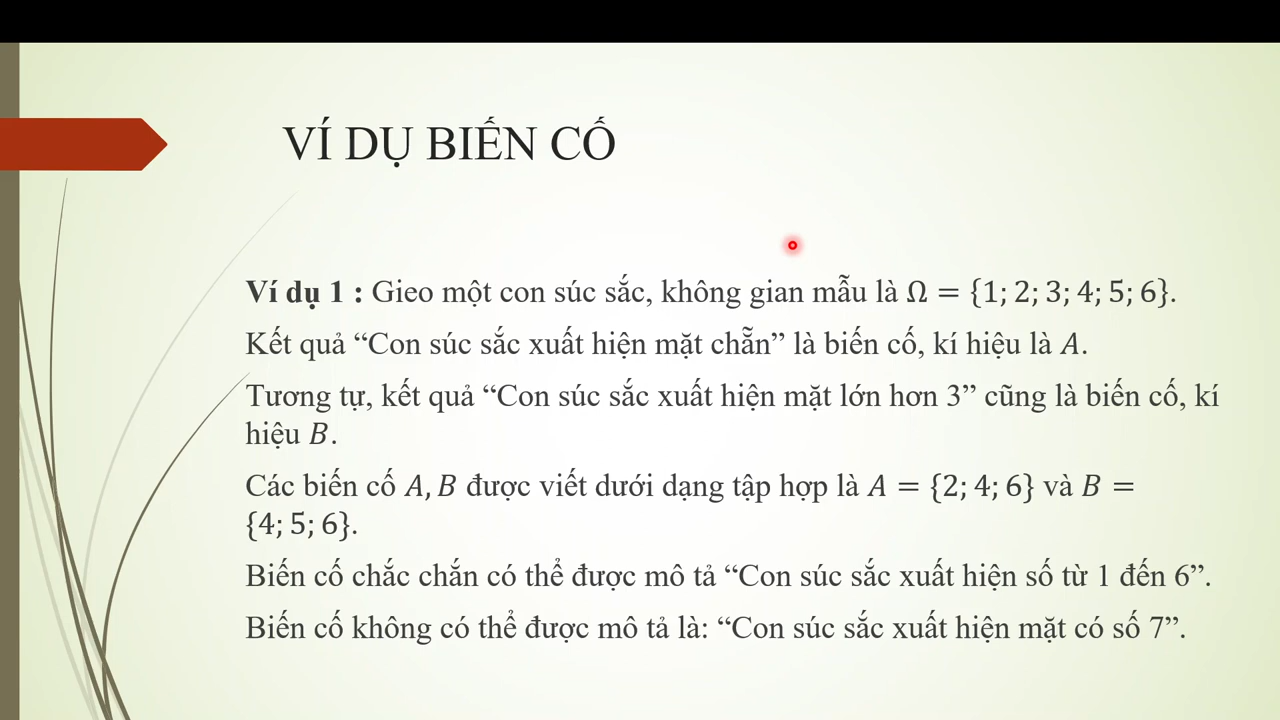 VÍ DỤ BIẾN CỐ
Ví dụ 1 : Gieo một con súc sắc, không gian mẫu là Ω = {1; 2; 3; 4; 5; 6}.
Kết quả “Con súc sắc xuất hiện mặt chẵn” là biến cố, kí hiệu là A.
Tương tự, kết quả “Con súc sắc xuất hiện mặt lớn hơn 3” cũng là biến cố, kí
hiệu B.
Các biến cố A, B được viết dưới dạng tập hợp là A = {2; 4; 6} và B =
{4; 5; 6}.
Biến cố chắc chắn có thể được mô tả “Con súc sắc xuất hiện số từ 1 đến 6”.
Biến cố không có thể được mô tả là: “Con súc sắc xuất hiện mặt có số 7”.